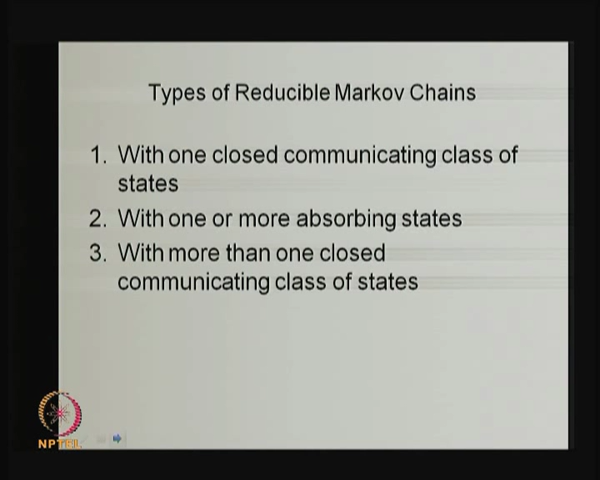 Types of Reducible Markov Chains
1. With one closed communicating class of
states
2. With one or more absorbing states
3. With more than one closed
communicating class of states
NPTEL